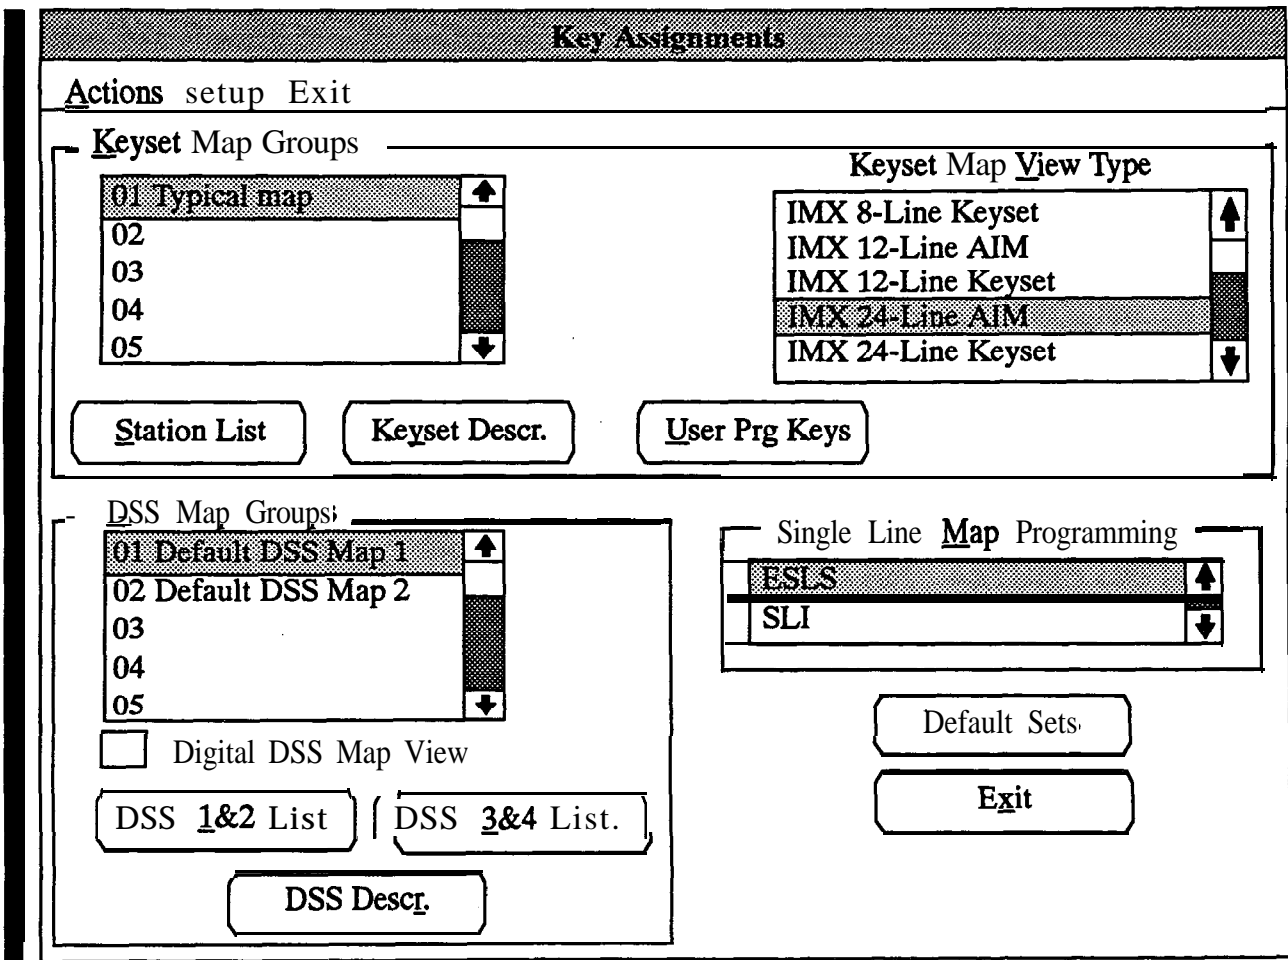 Key Assignments
Actions setup Exit
Keyset Map Groups
01 Typical map
02
03
04
05
Keyset Map View Type
IMX 8-Line Keyset
IMX 12-Line AIM
IMX 12-Line Keyset
IMX 24-Line AIM
IMX 24-Line Keyset
Station List
Keyset Descr.
User Prg Keys
DSS Map Groups
01 Default DSS Map 1
02 Default DSS Map 2
03
04
05
Digital DSS Map View
DSS 1&2 List
DSS 3&4 List.
DSS Descr.
Single Line Map Programming
ESLS
SLI
Default Sets
Exit